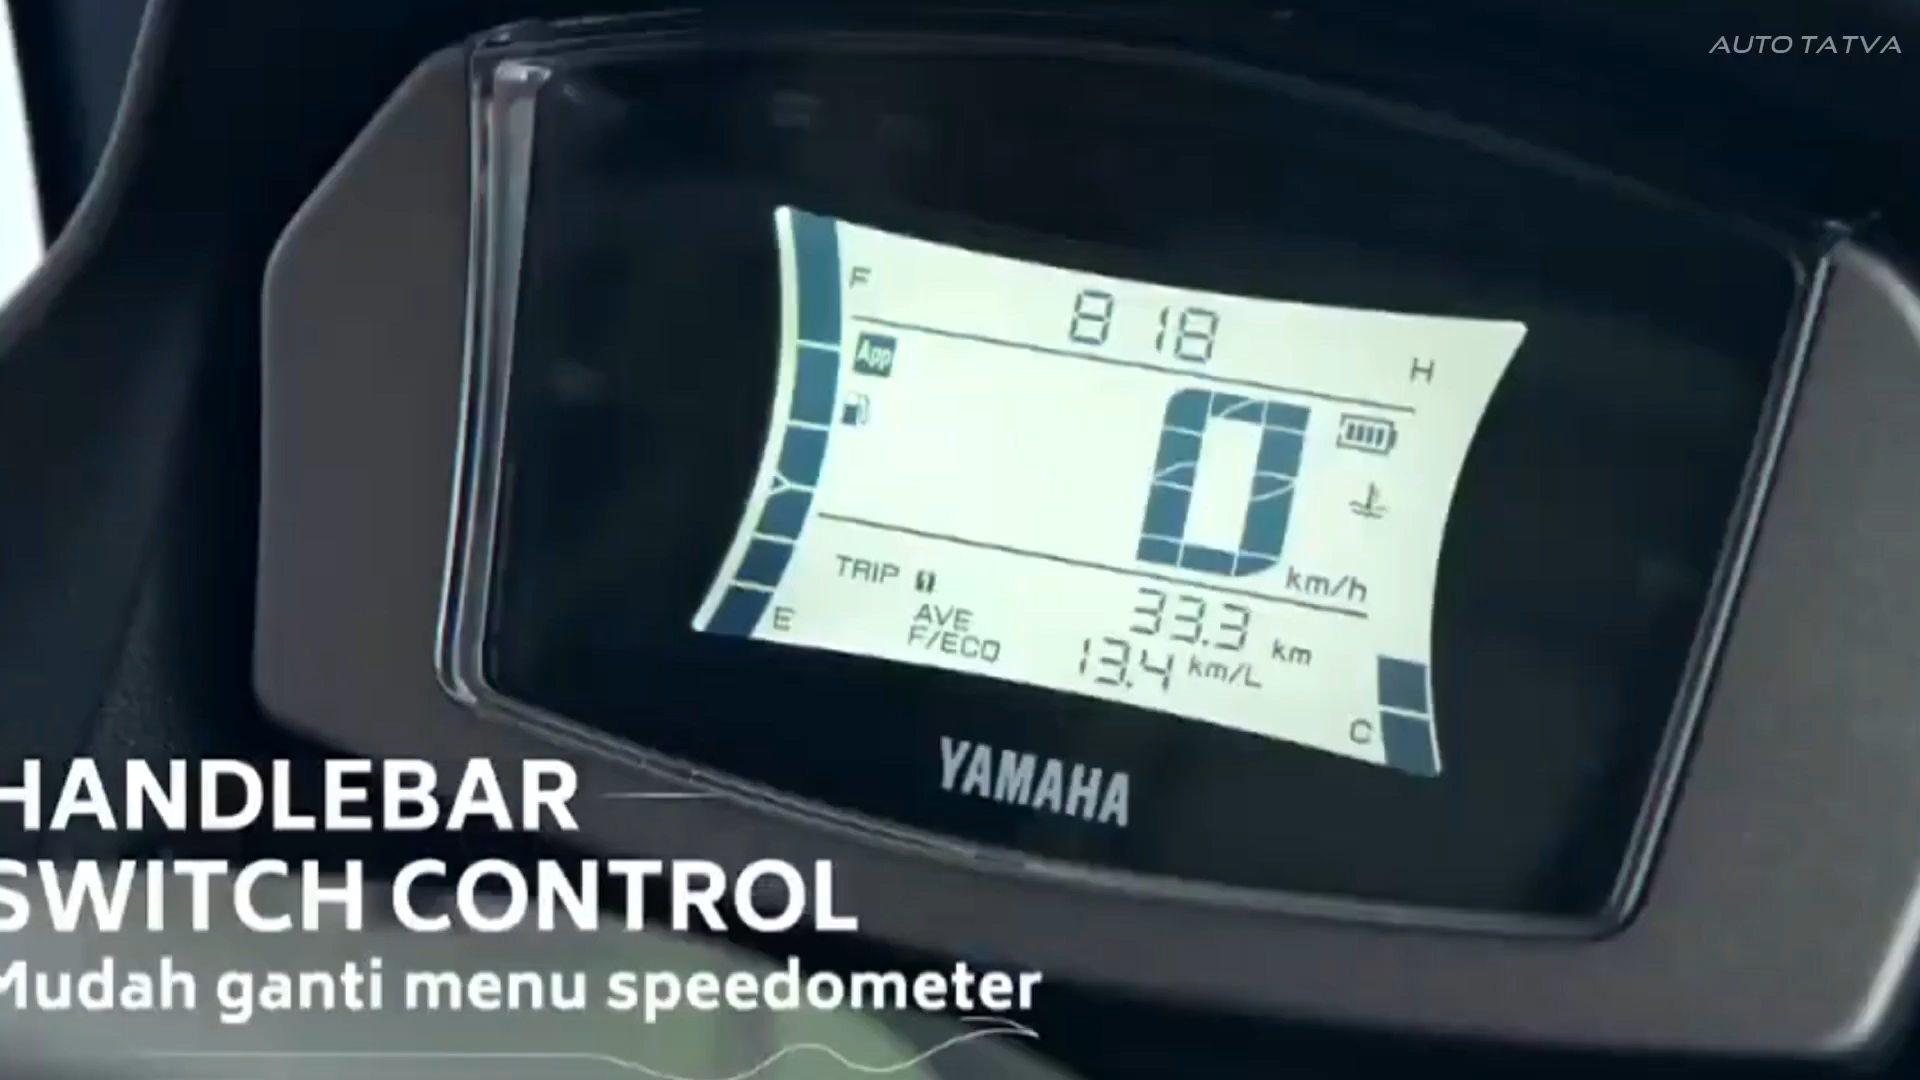 AUTO TATVA
F
8 18
H
App
0
km/h
TRIP
33.3 km
AVE
F/ECO
13.4 km/L
E
C
YAMAHA
HANDLEBAR
SWITCH CONTROL
Mudah ganti menu speedometer